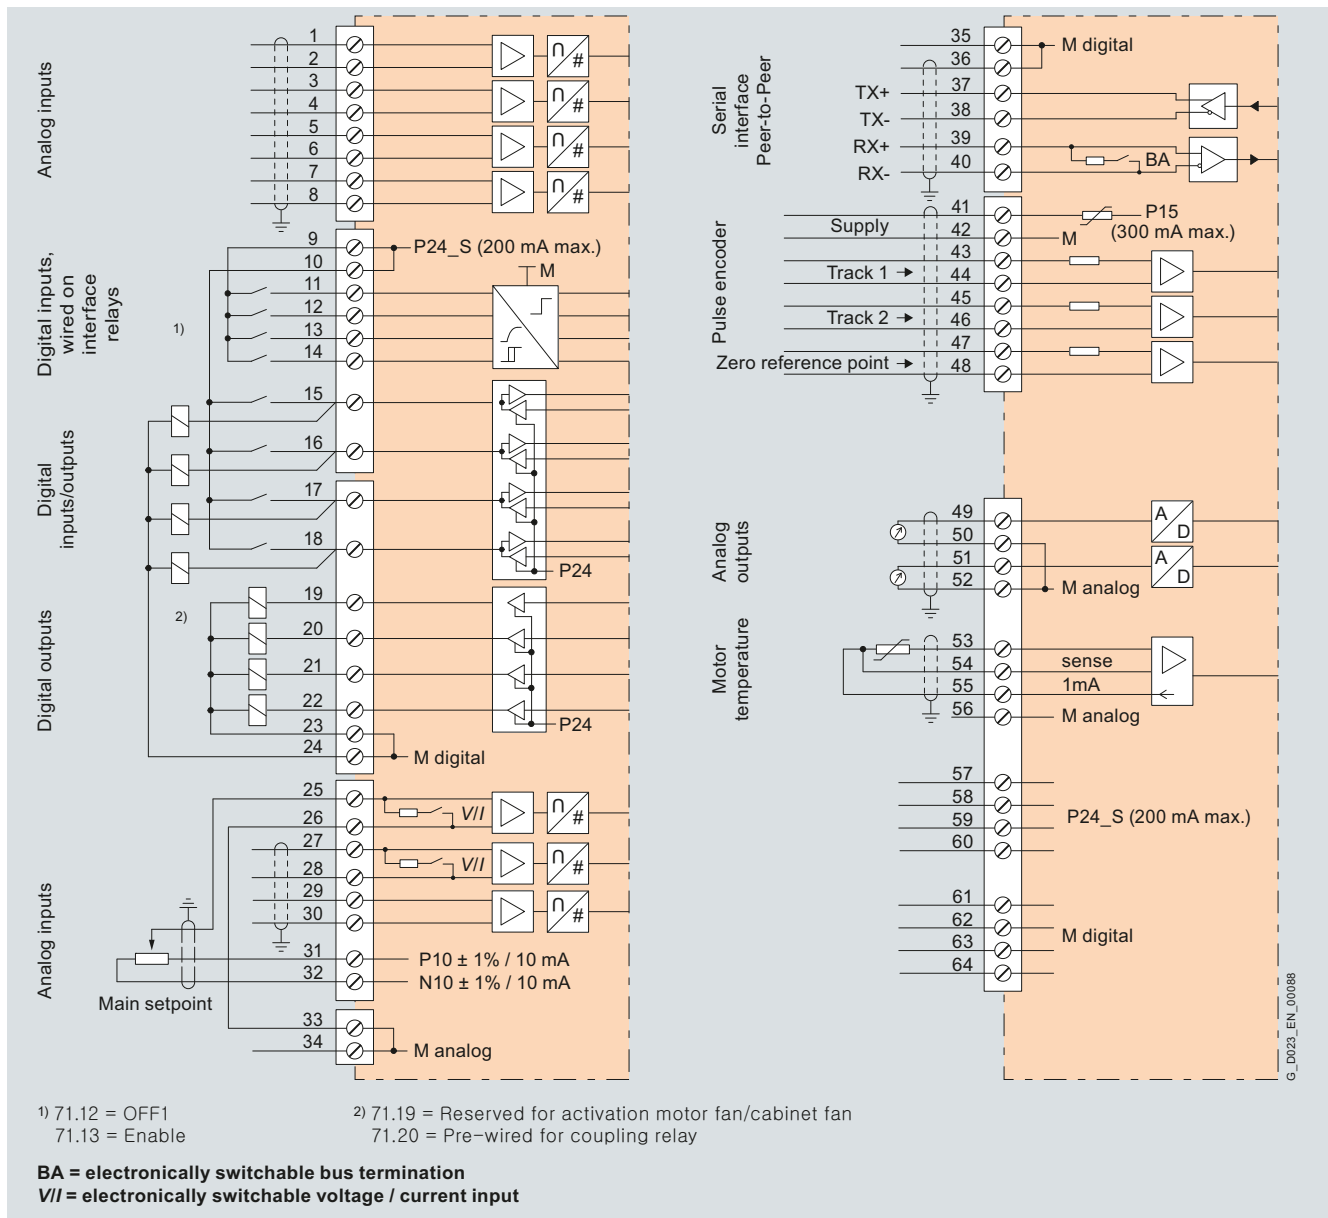 Analog inputs
1
2
3
4
5
6
7
8
Digital inputs,
wired on
interface
relays
1)
9
10
11
12
13
14
P24_S (200 mA max.)
M
∩
#
∩
#
∩
#
∩
#
Digital
inputs/outputs
15
16
17
18
P24
Digital outputs
2)
19
20
21
22
23
24
P24
M digital
Analog inputs
25
26
27
28
29
30
31
32
33
34
V/I
∩
#
V/I
∩
#
∩
#
P10 ± 1% / 10 mA
N10 ± 1% / 10 mA
Main setpoint
M analog
Serial
interface
Peer-to-Peer
35
36
37
38
39
40
M digital
TX+
TX-
RX+
RX-
BA
Pulse encoder
41
42
43
44
45
46
47
48
Supply
P15
(300 mA max.)
M
Track 1
Track 2
Zero reference point
Analog
outputs
49
50
51
52
A
D
A
D
M analog
Motor
temperature
53
54
55
56
sense
1mA
M analog
57
58
59
60
P24_S (200 mA max.)
61
62
63
64
M digital
G_D023_EN_00088
1) 71.12 = OFF1
71.13 = Enable
2) 71.19 = Reserved for activation motor fan/cabinet fan
71.20 = Pre-wired for coupling relay
BA = electronically switchable bus termination
V/I = electronically switchable voltage / current input